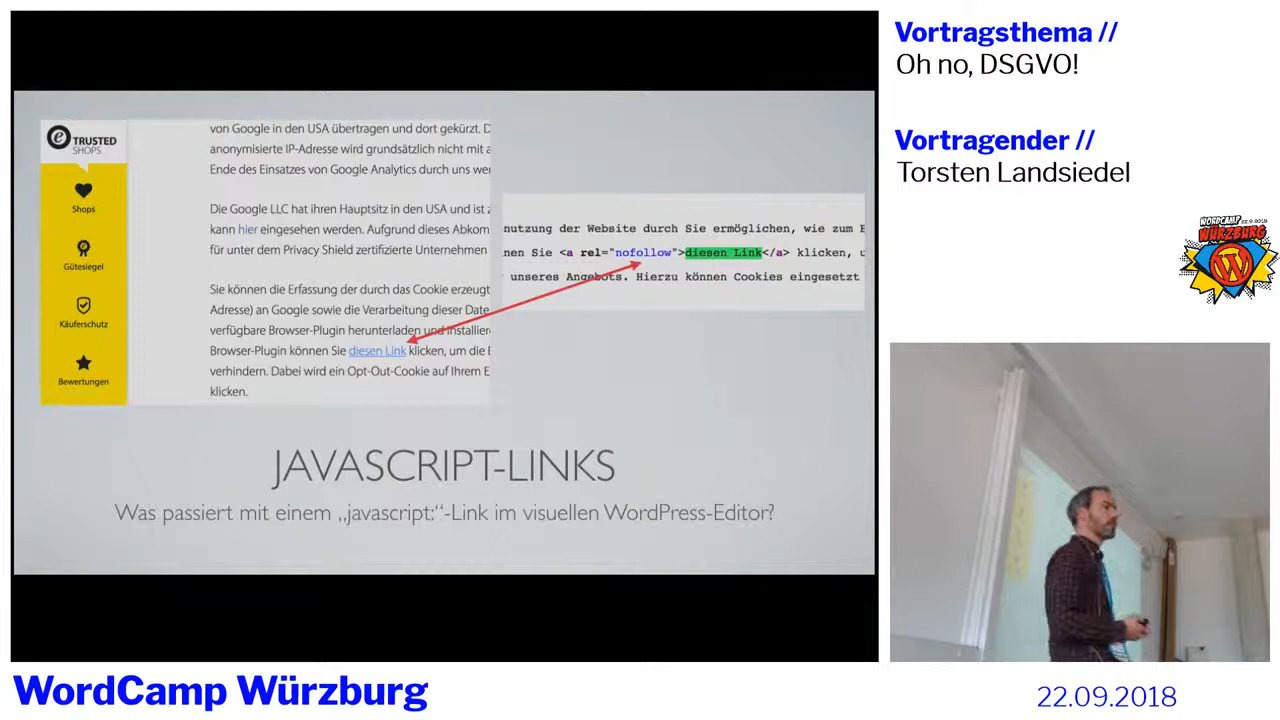 Vortragsthema //
Oh no, DSGVO!
Vortragender //
Torsten Landsiedel
WORDCAMP 22.9.2018
WÜRZBURG
TRUSTED
SHOPS
Shops
Gütesiegel
Käuferschutz
Bewertungen
von Google in den USA übertragen und dort gekürzt.
anonymisierte IP-Adresse wird grundsätzlich nicht mit
Ende des Einsatzes von Google Analytics durch uns
Die Google LLC hat ihren Hauptsitz in den USA und ist
kann hier eingesehen werden. Aufgrund dieses
für unter dem Privacy Shield zertifizierte Unternehmen
Sie können die Erfassung der durch das Cookie
Adresse) an Google sowie die Verarbeitung dieser
verfügbare Browser-Plugin herunterladen und
Browser-Plugin können Sie diesen Link klicken, um die
verhindern. Dabei wird ein Opt-Out-Cookie auf Ihrem
klicken.
nutzung der Website durch Sie ermöglichen, wie zum
nen Sie <a rel="nofollow">diesen Link</a> klicken,
unseres Angebots. Hierzu können Cookies eingesetzt
JAVASCRIPT-LINKS
Was passiert mit einem „javascript:“-Link im visuellen WordPress-Editor?
WordCamp Würzburg
22.09.2018